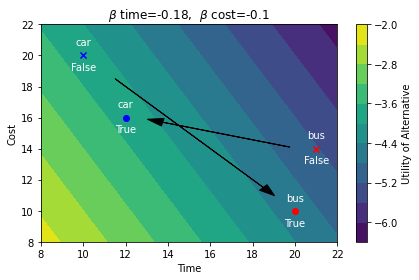 β time=-0.18, β cost=-0.1
22
20
18
16
14
12
10
8
Cost
8
10
12
14
16
18
20
22
Time
car
False
car
True
bus
False
bus
True
-2.0
-2.8
-3.6
-4.4
-5.2
-6.0
Utility of Alternative